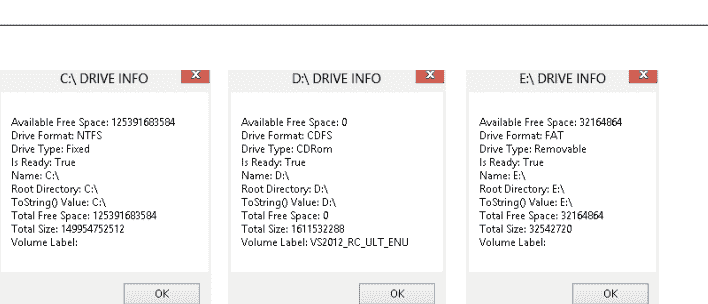 C:\ DRIVE INFO
x
Available Free Space: 125391683584
Drive Format: NTFS
Drive Type: Fixed
Is Ready: True
Name: C:\
Root Directory: C:\
ToString() Value: C:\
Total Free Space: 125391683584
Total Size: 149954752512
Volume Label:
OK
D:\ DRIVE INFO
x
Available Free Space: 0
Drive Format: CDFS
Drive Type: CDRom
Is Ready: True
Name: D:\
Root Directory: D:\
ToString() Value: D:\
Total Free Space: 0
Total Size: 1611532288
Volume Label: VS2012_RC_ULT_ENU
OK
E:\ DRIVE INFO
x
Available Free Space: 32164864
Drive Format: FAT
Drive Type: Removable
Is Ready: True
Name: E:\
Root Directory: E:\
ToString() Value: E:\
Total Free Space: 32164864
Total Size: 32542720
Volume Label:
OK